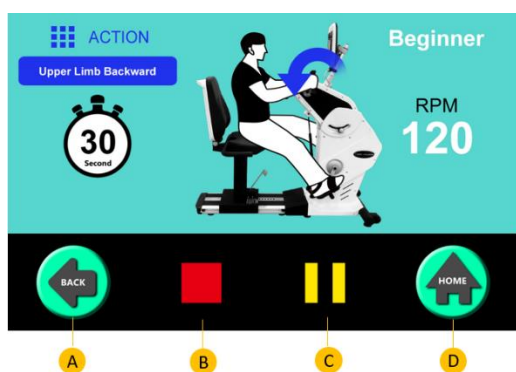 ACTION
Upper Limb Backward
30
Second
Beginner
RPM
120
BACK
HOME
A
B
C
D